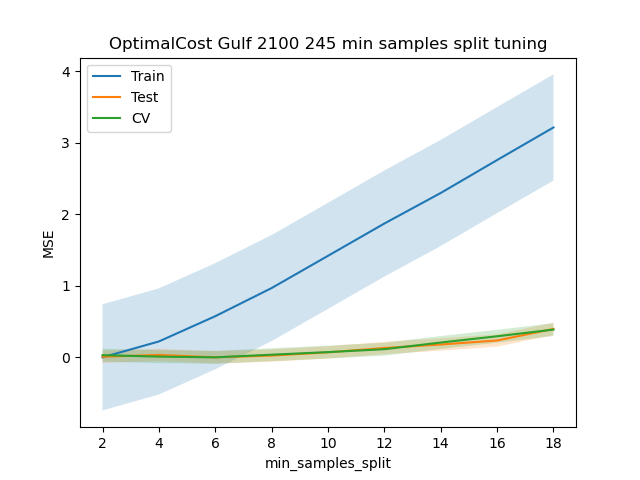 OptimalCost Gulf 2100 245 min samples split tuning
Train
Test
CV
MSE
4
3
2
1
0
2 4 6 8 10 12 14 16 18
min_samples_split